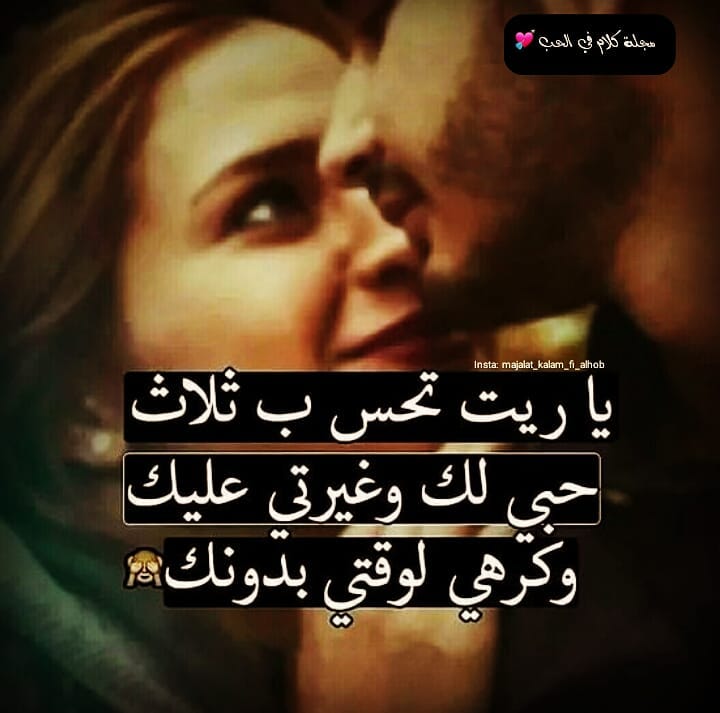 مجلة كلام في الحب 💘
Insta: majalat_kalam_fi_alhob
يا ريت تحس ب ثلاث
حبي لك وغيرتي عليك
وكرهي لوقتي بدونك🙈